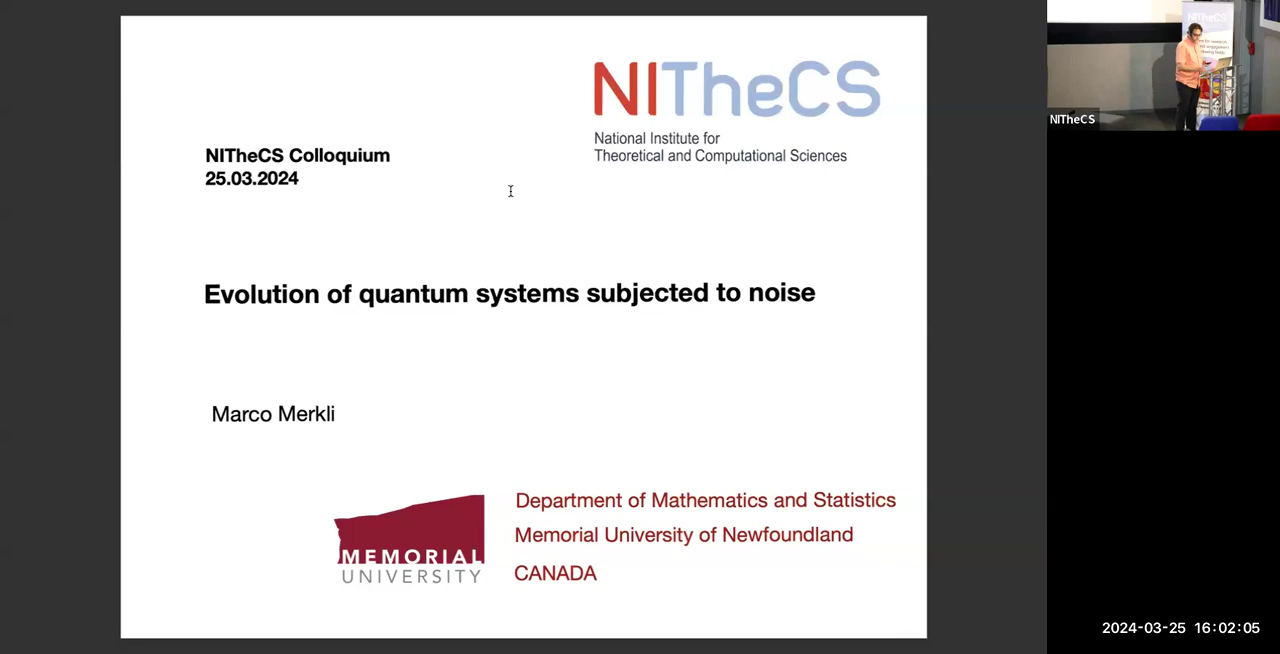 NITheCS
National Institute for
Theoretical and Computational Sciences
NITheCS Colloquium
25.03.2024
Evolution of quantum systems subjected to noise
Marco Merkli
MEMORIAL
UNIVERSITY
Department of Mathematics and Statistics
Memorial University of Newfoundland
CANADA
NITheCS
NITheCS
2024-03-25 16:02:05